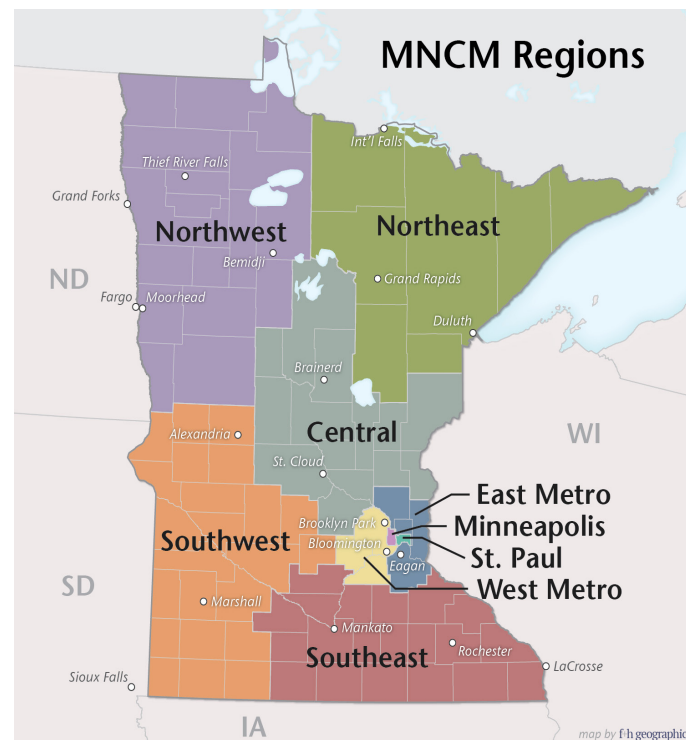 MNCM Regions
Int'l Falls
Thief River Falls
Grand Forks
Northwest
Northeast
Bemidji
ND
Grand Rapids
Fargo
Moorhead
Duluth
Brainerd
Alexandria
Central
WI
St. Cloud
East Metro
Brooklyn Park
Minneapolis
Southwest
Bloomington
St. Paul
Eagan
West Metro
SD
Marshall
Mankato
Southeast
Rochester
LaCrosse
Sioux Falls
IA
map by f-h geographic